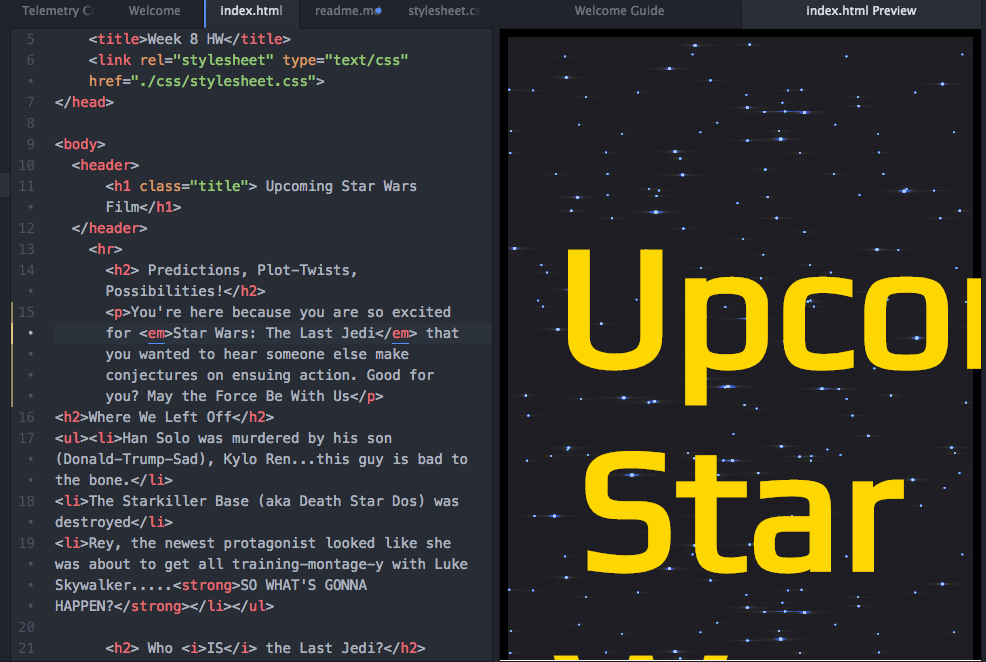 Telemetry C
Welcome
index.html
readme.md
stylesheet.cs
Welcome Guide
index.html Preview
5 <title>Week 8 HW</title>
6 <link rel="stylesheet" type="text/css"
• href="./css/stylesheet.css">
7 </head>
8
9 <body>
10 <header>
11 <h1 class="title"> Upcoming Star Wars
• Film</h1>
12 </header>
13 <hr>
14 <h2> Predictions, Plot-Twists,
• Possibilities!</h2>
15 <p>You're here because you are so excited
• for <em>Star Wars: The Last Jedi</em> that
• you wanted to hear someone else make
• conjectures on ensuing action. Good for
• you? May the Force Be With Us</p>
16 <h2>Where We Left Off</h2>
17 <ul><li>Han Solo was murdered by his son
• (Donald-Trump-Sad), Kylo Ren...this guy is bad to
• the bone.</li>
18 <li>The Starkiller Base (aka Death Star Dos) was
• destroyed</li>
19 <li>Rey, the newest protagonist looked like she
• was about to get all training-montage-y with Luke
• Skywalker.....<strong>SO WHAT'S GONNA
• HAPPEN?</strong></li></ul>
20
21 <h2> Who <i>IS</i> the Last Jedi?</h2>
Upcor
Star